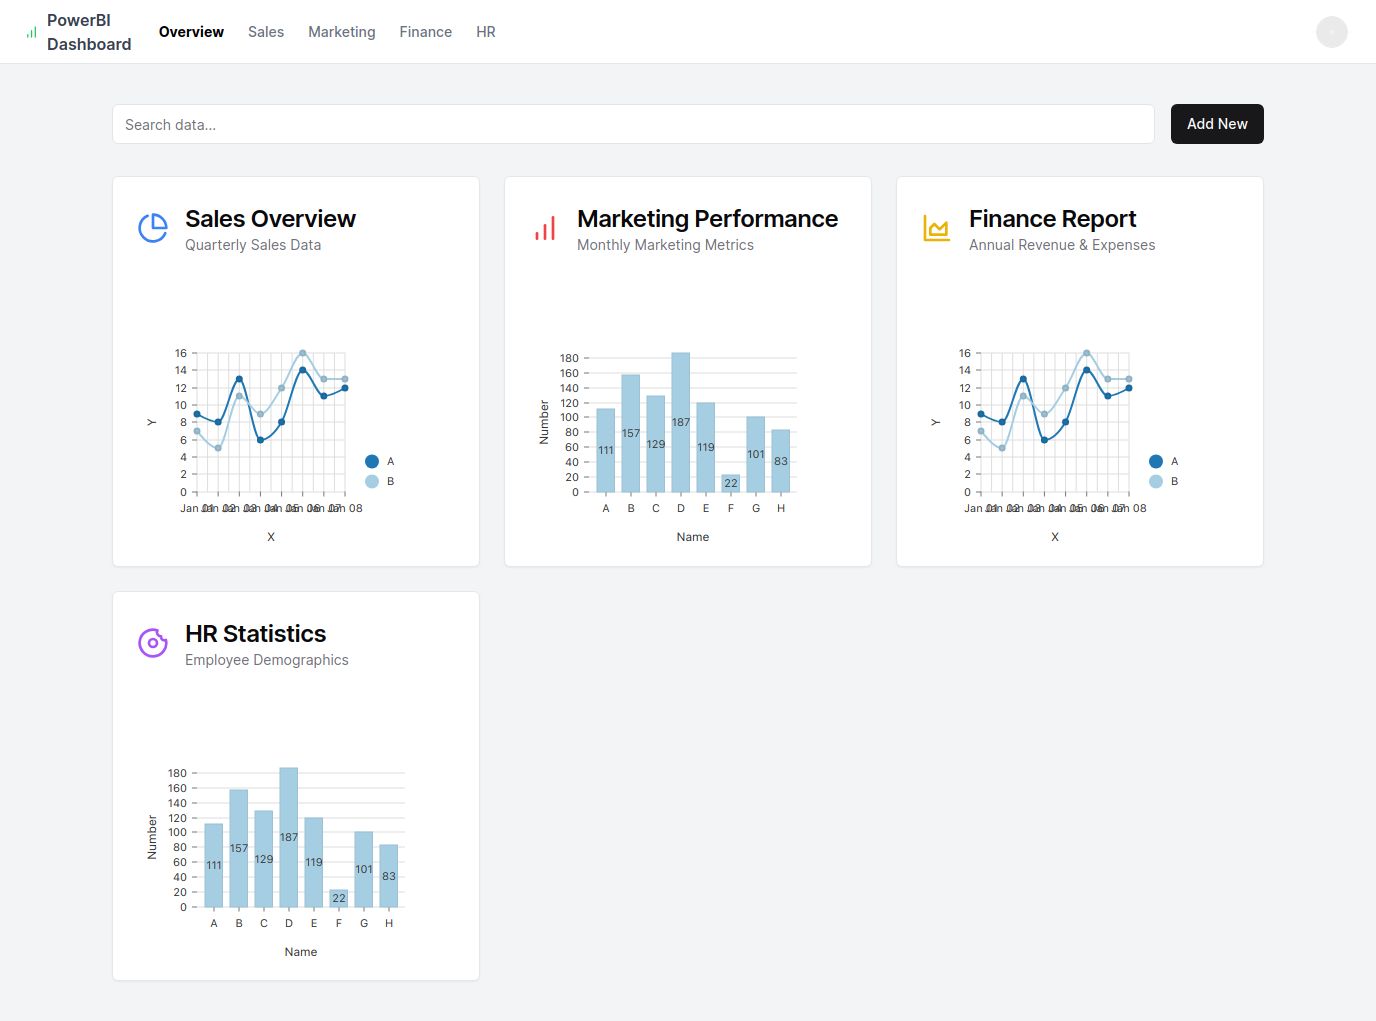 PowerBI
Dashboard
Overview
Sales
Marketing
Finance
HR
Search data...
Add New
Sales Overview
Quarterly Sales Data
16
14
12
10
8
6
4
2
0
Y
A
B
Jan 01 Jan 02 Jan 03 Jan 04 Jan 05 Jan 06 Jan 07 Jan 08
X
Marketing Performance
Monthly Marketing Metrics
180
160
140
120
100
80
60
40
20
0
Number
111 157 129 187 119 22 101 83
A B C D E F G H
Name
Finance Report
Annual Revenue & Expenses
16
14
12
10
8
6
4
2
0
Y
A
B
Jan 01 Jan 02 Jan 03 Jan 04 Jan 05 Jan 06 Jan 07 Jan 08
X
HR Statistics
Employee Demographics
180
160
140
120
100
80
60
40
20
0
Number
111 157 129 187 119 22 101 83
A B C D E F G H
Name